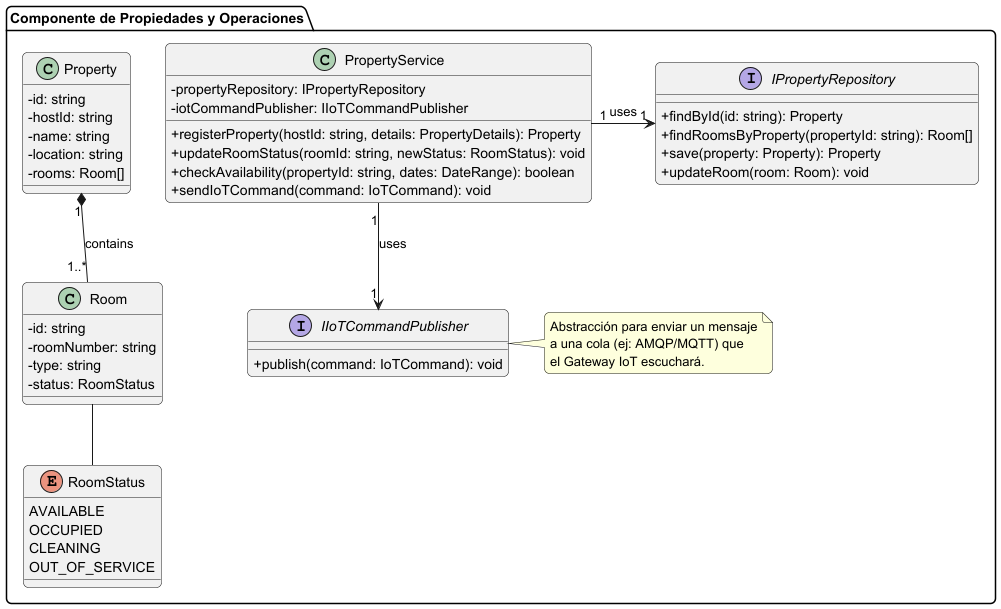 Componente de Propiedades y Operaciones
C Property
-id: string
-hostId: string
-name: string
-location: string
-rooms: Room[]
C PropertyService
-propertyRepository: IPropertyRepository
-iotCommandPublisher: IIoTCommandPublisher
+registerProperty(hostId: string, details: PropertyDetails): Property
+updateRoomStatus(roomId: string, newStatus: RoomStatus): void
+checkAvailability(propertyId: string, dates: DateRange): boolean
+sendIoTCommand(command: IoTCommand): void
1 uses 1
I IPropertyRepository
+findById(id: string): Property
+findRoomsByProperty(propertyId: string): Room[]
+save(property: Property): Property
+updateRoom(room: Room): void
1
contains
1..*
1
uses
1
C Room
-id: string
-roomNumber: string
-type: string
-status: RoomStatus
I IIoTCommandPublisher
+publish(command: IoTCommand): void
Abstracción para enviar un mensaje
a una cola (ej: AMQP/MQTT) que
el Gateway IoT escuchará.
E RoomStatus
AVAILABLE
OCCUPIED
CLEANING
OUT_OF_SERVICE